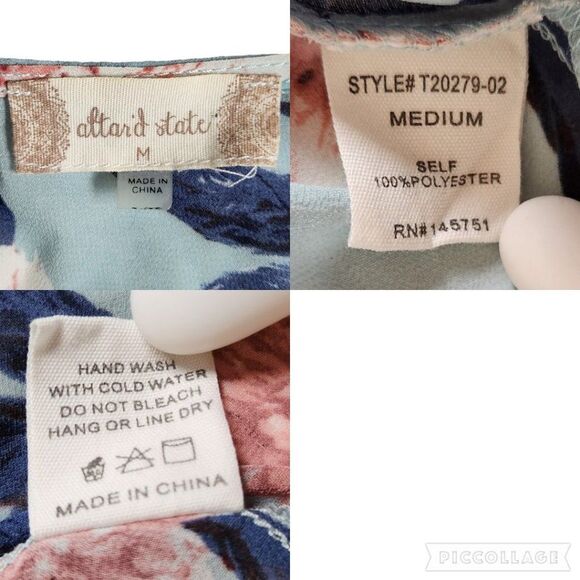 altar'd state
M
MADE IN
CHINA
STYLE# T20279-02
MEDIUM
SELF
100%POLYESTER
RN#145751
HAND WASH
WITH COLD WATER
DO NOT BLEACH
HANG OR LINE DRY
MADE IN CHINA
PICCOLLAGE